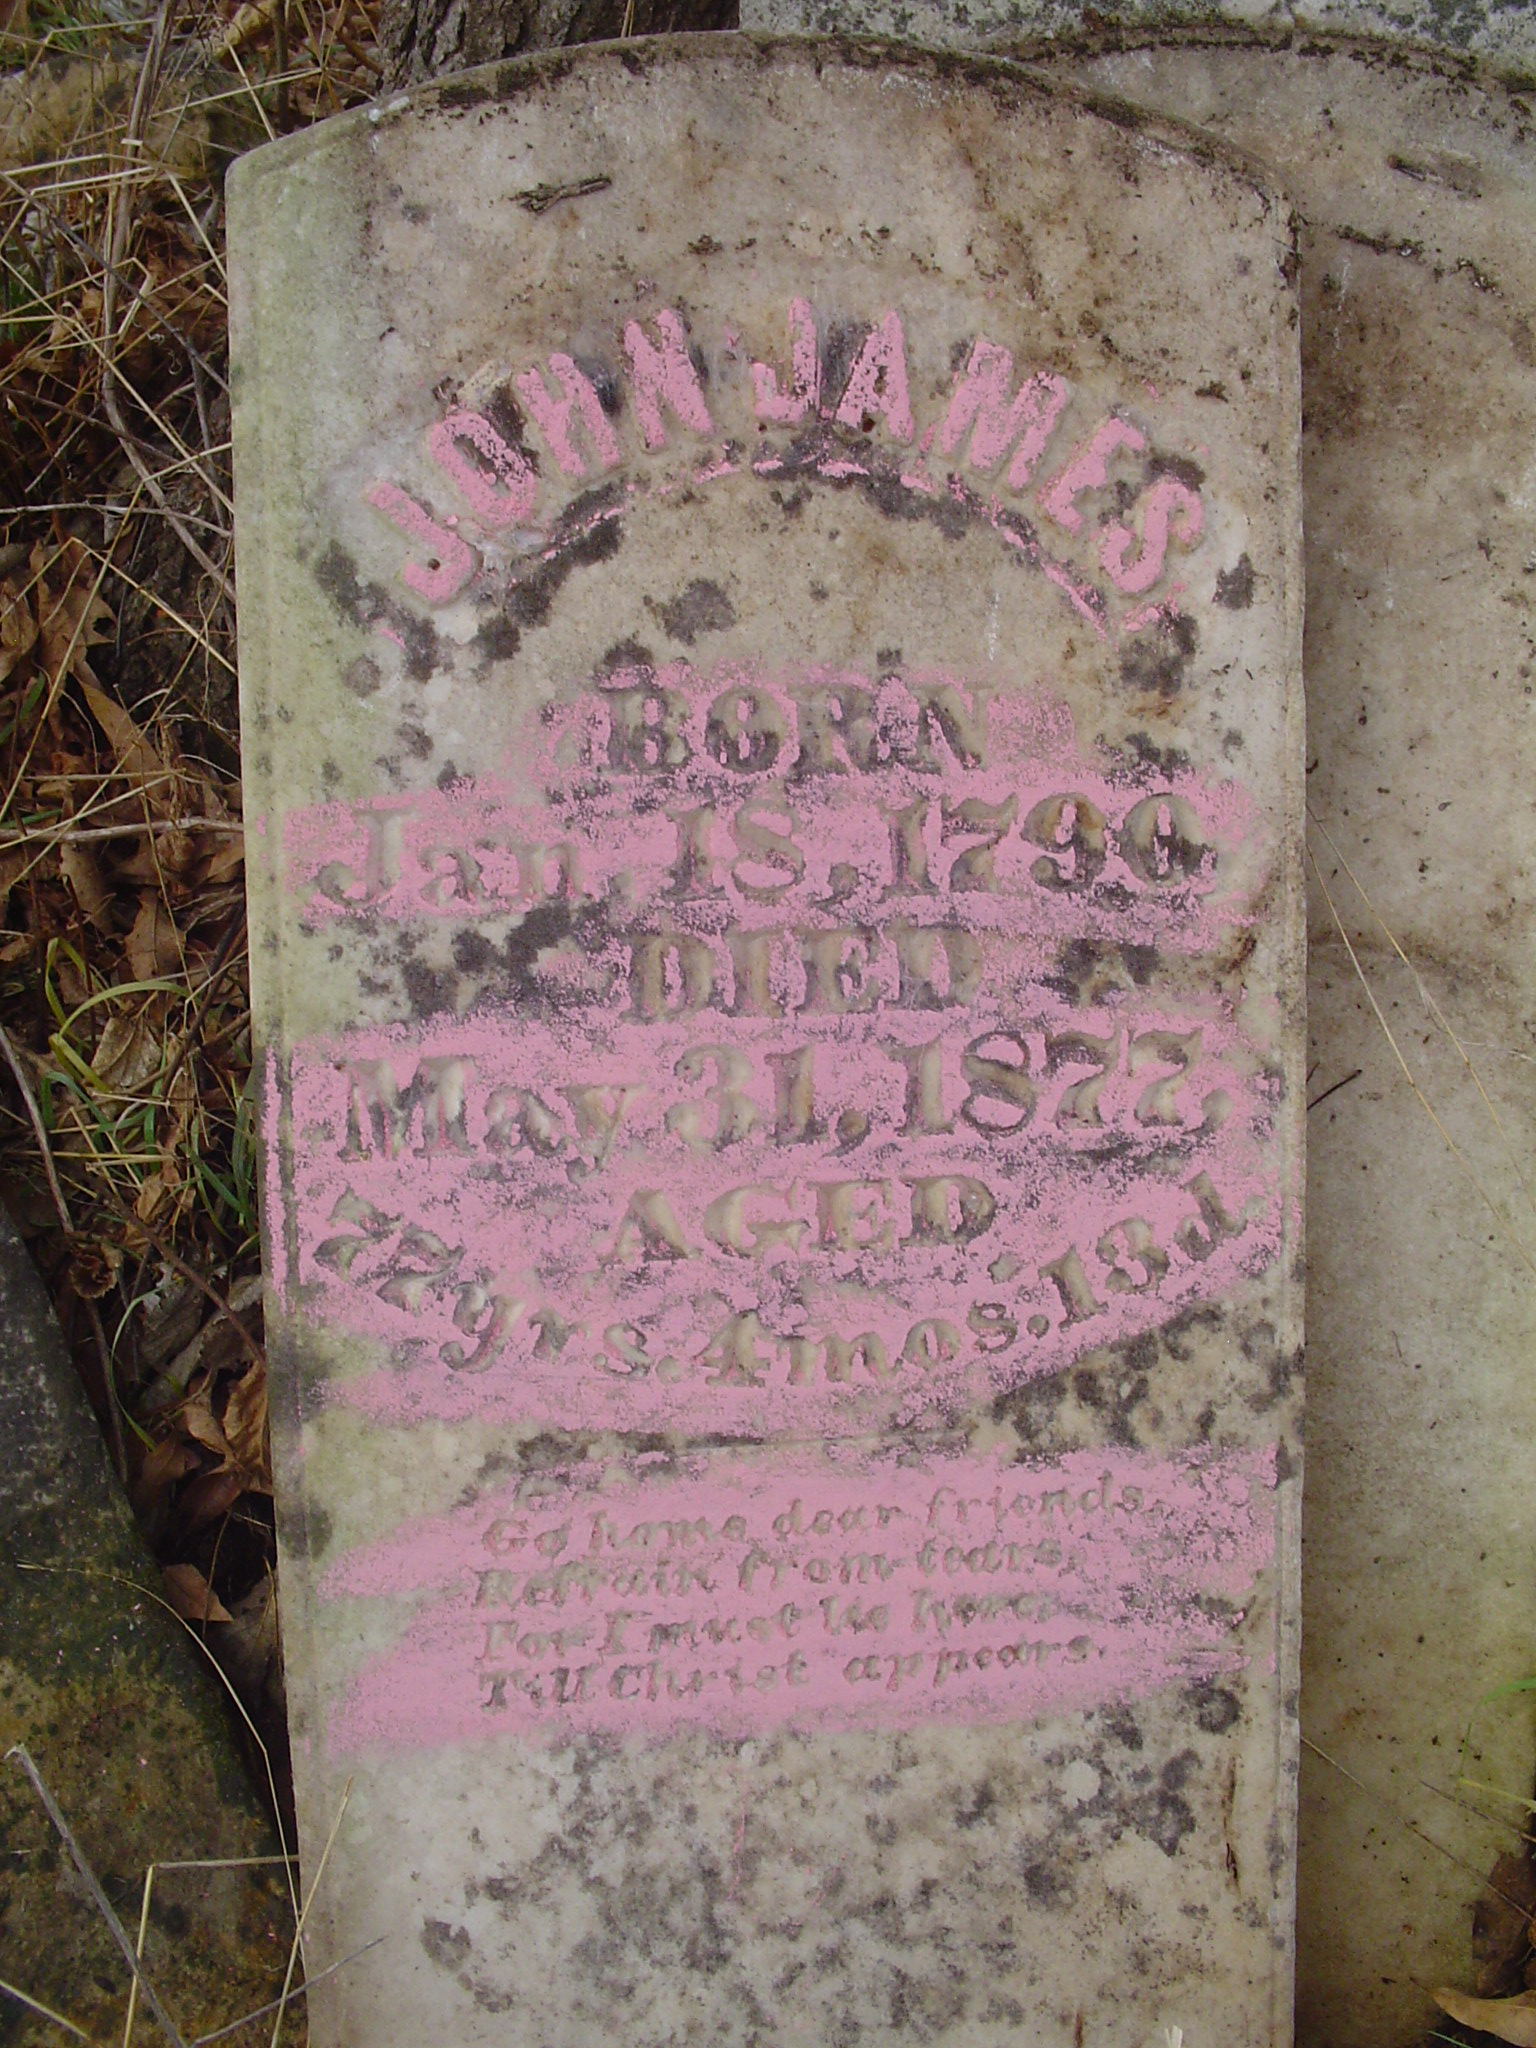 JOHN JAMES,
BORN
Jan. 18, 1790
DIED
May 31, 1877,
AGED
77 yrs. 4 mos. 13 d.
Go home dear friends,
Refrain from tears,
For I must lie here,
Till Christ appears.